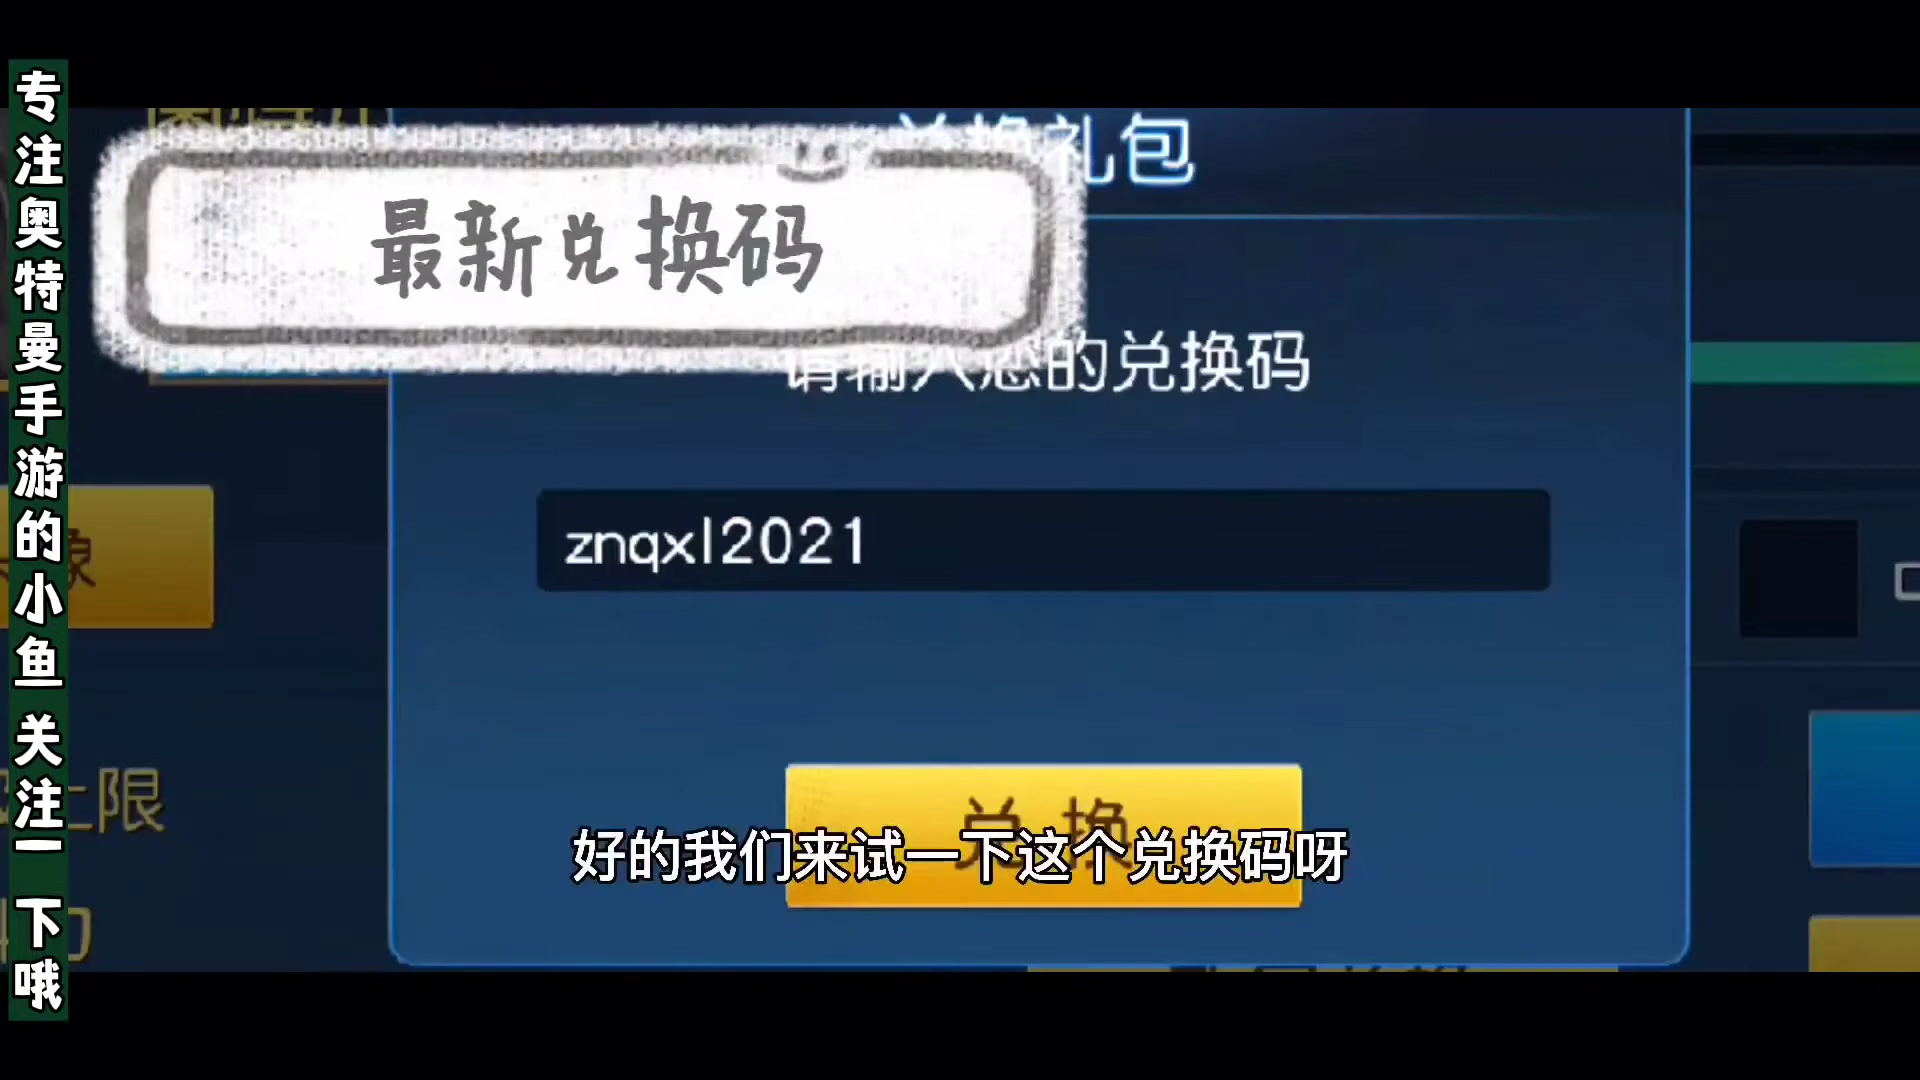 专注奥特曼手游的小鱼 关注一下哦
兑换礼包
最新兑换码
请输入您的兑换码
znqxl2021
兑换
好的我们来试一下这个兑换码呀
上限